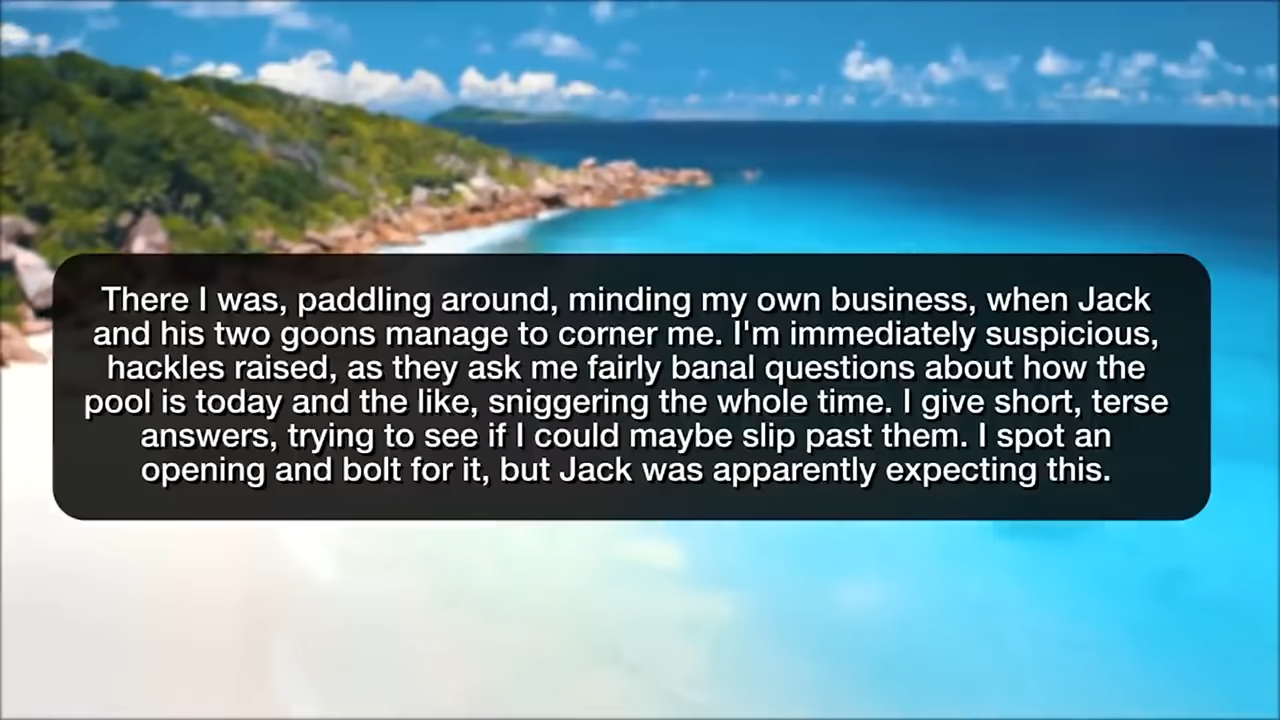 There I was, paddling around, minding my own business, when Jack
and his two goons manage to corner me. I'm immediately suspicious,
hackles raised, as they ask me fairly banal questions about how the
pool is today and the like, sniggering the whole time. I give short, terse
answers, trying to see if I could maybe slip past them. I spot an
opening and bolt for it, but Jack was apparently expecting this.